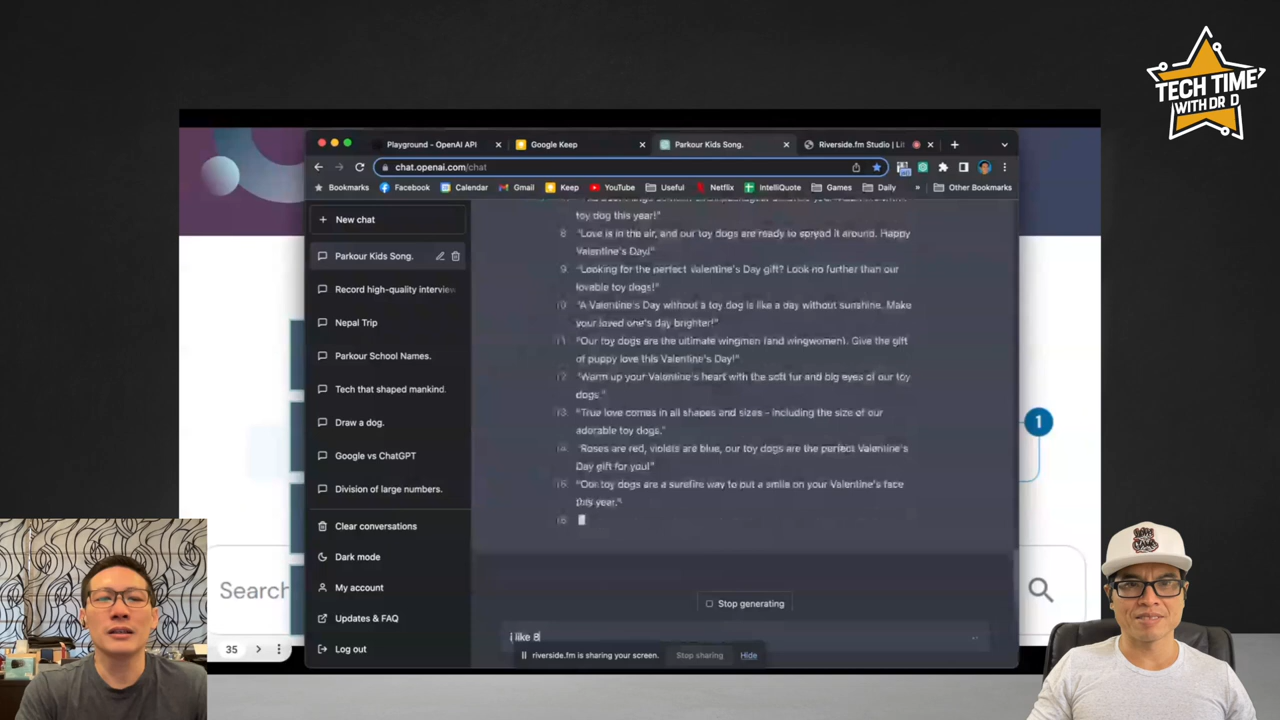 TECH TIME
WITH DR D
Playground - OpenAI API
Google Keep
Parkour Kids Song.
Riverside.fm Studio | Lit
chat.openai.com/chat
Bookmarks
Facebook
Calendar
Gmail
Keep
YouTube
Useful
Netflix
IntelliQuote
Games
Daily
»
Other Bookmarks
+ New chat
Parkour Kids Song.
Record high-quality interview
Nepal Trip
Parkour School Names.
Tech that shaped mankind.
Draw a dog.
Google vs ChatGPT
Division of large numbers.
Clear conversations
Dark mode
My account
Updates & FAQ
Log out
toy dog this year!"
8. "Love is in the air, and our toy dogs are ready to spread it around. Happy
Valentine's Day!"
9. "Looking for the perfect Valentine's Day gift? Look no further than our
lovable toy dogs!"
10. "A Valentine's Day without a toy dog is like a day without sunshine. Make
your loved one's day brighter!"
11. "Our toy dogs are the ultimate wingmen (and wingwomen). Give the gift
of puppy love this Valentine's Day!"
12. "Warm up your Valentine's heart with the soft fur and big eyes of our toy
dogs."
13. "True love comes in all shapes and sizes - including the size of our
adorable toy dogs."
14. "Roses are red, violets are blue, our toy dogs are the perfect Valentine's
Day gift for you!"
15. "Our toy dogs are a surefire way to put a smile on your Valentine's face
this year."
16.
Stop generating
i like 8
riverside.fm is sharing your screen.
Stop sharing
Hide
Search
35
1